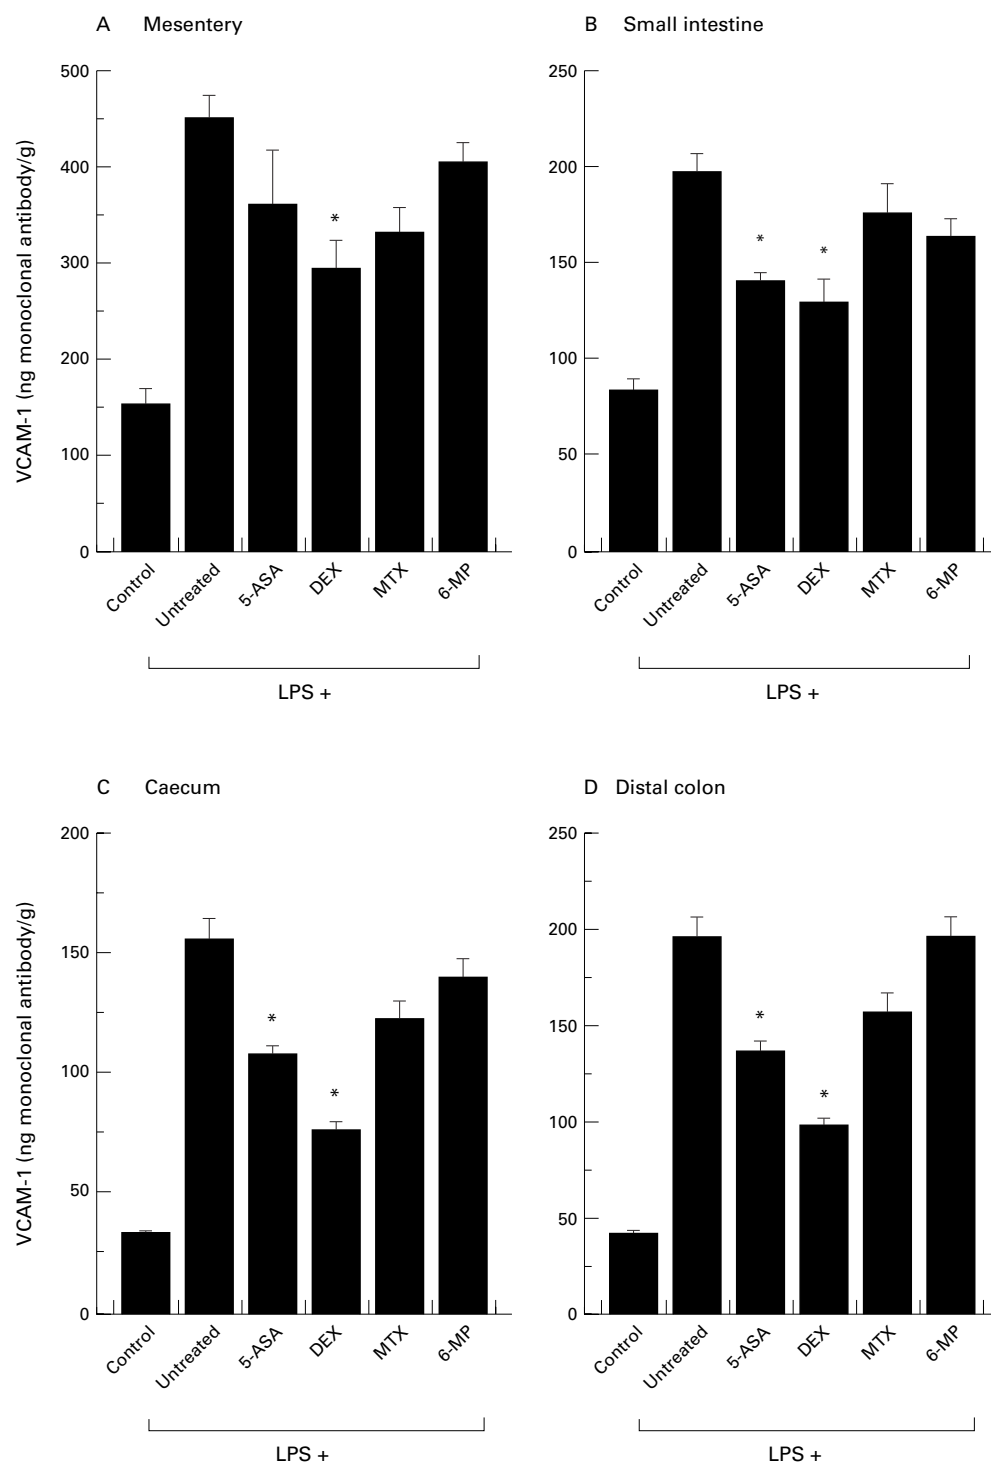 A Mesentery
VCAM-1 (ng monoclonal antibody/g)
500
400
300
200
100
0
*
Control
Untreated
5-ASA
DEX
MTX
6-MP
LPS +
B Small intestine
250
200
150
100
50
0
*
*
Control
Untreated
5-ASA
DEX
MTX
6-MP
LPS +
C Caecum
VCAM-1 (ng monoclonal antibody/g)
200
150
100
50
0
*
*
Control
Untreated
5-ASA
DEX
MTX
6-MP
LPS +
D Distal colon
250
200
150
100
50
0
*
*
Control
Untreated
5-ASA
DEX
MTX
6-MP
LPS +